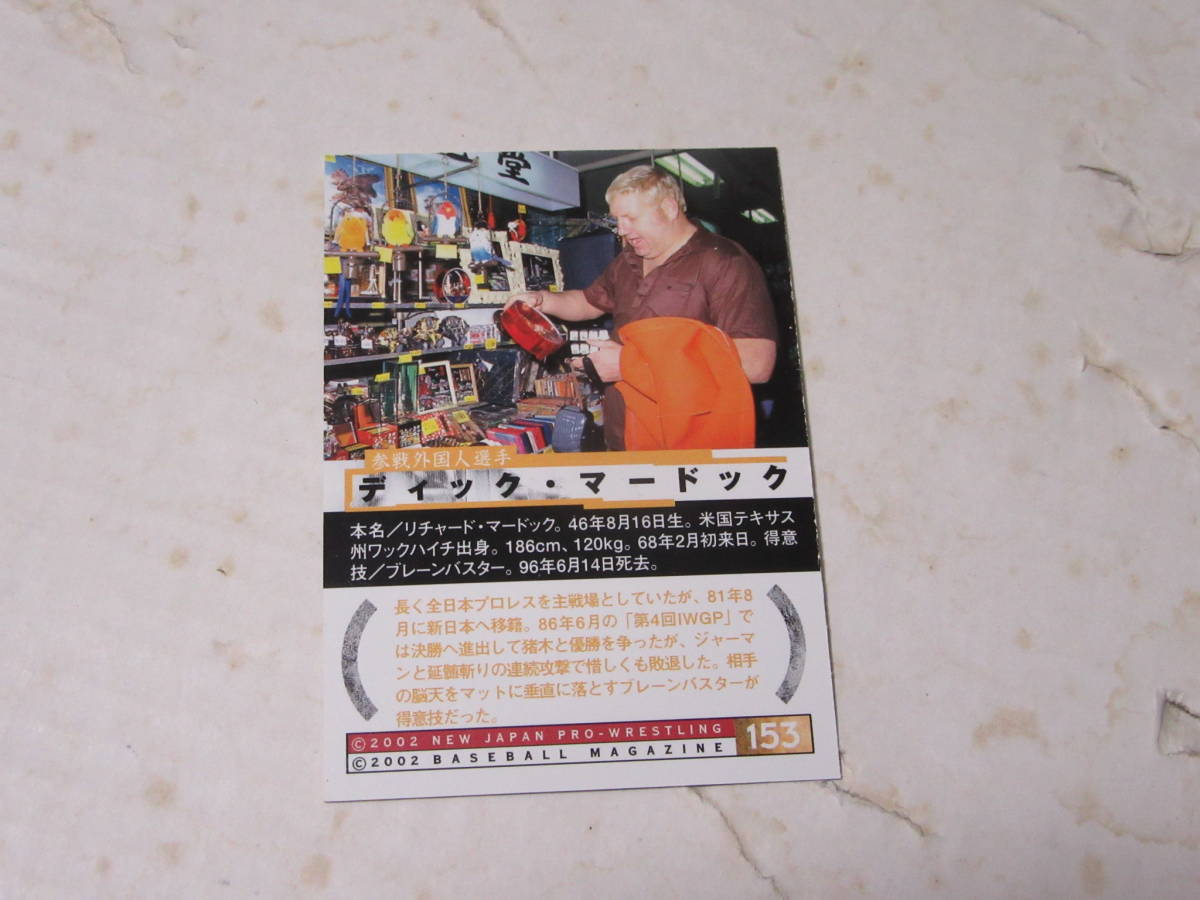 堂
参戦外国人選手
ディック・マードック
本名／リチャード・マードック。46年8月16日生。米国テキサス
州ワックハイチ出身。186cm、120kg。68年2月初来日。得意
技／ブレーンバスター。96年6月14日死去。
長く全日本プロレスを主戦場としていたが、81年8
月に新日本へ移籍。86年6月の「第4回IWGP」で
は決勝へ進出して猪木と優勝を争ったが、ジャーマ
ンと延髄斬りの連続攻撃で惜しくも敗退した。相手
の脳天をマットに垂直に落とすブレーンバスターが
得意技だった。
©2002 NEW JAPAN PRO-WRESTLING
©2002 BASEBALL MAGAZINE
153